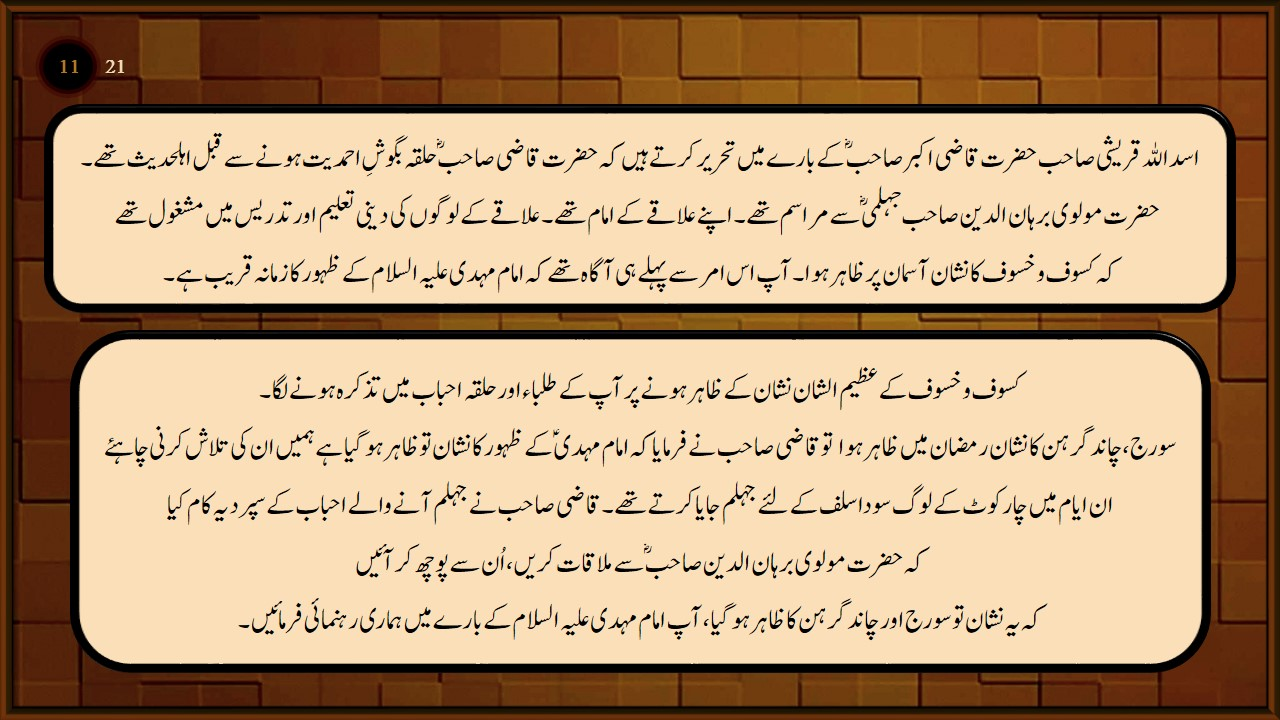 11 21
اسد اللہ قریشی صاحب حضرت قاضی اکبر صاحبؓ کے بارے میں تحریر کرتے ہیں کہ حضرت قاضی صاحبؓ حلقہ بگوشِ احمدیت ہونے سے قبل اہلحدیث تھے۔
حضرت مولوی برہان الدین صاحب جہلمیؓ سے مراسم تھے۔ اپنے علاقے کے امام تھے۔ علاقے کے لوگوں کی دینی تعلیم اور تدریس میں مشغول تھے
کہ کسوف و خسوف کا نشان آسمان پر ظاہر ہوا۔ آپ اس امر سے پہلے ہی آگاہ تھے کہ امام مہدی علیہ السلام کے ظہور کا زمانہ قریب ہے۔
کسوف و خسوف کے عظیم الشان نشان کے ظاہر ہونے پر آپ کے طلباء اور حلقہ احباب میں تذکرہ ہونے لگا۔
سورج، چاند گرہن کا نشان رمضان میں ظاہر ہوا تو قاضی صاحب نے فرمایا کہ امام مہدیؑ کے ظہور کا نشان تو ظاہر ہو گیا ہے ہمیں ان کی تلاش کرنی چاہئے
ان ایام میں چار کوٹ کے لوگ سودا سلف کے لئے جہلم جایا کرتے تھے۔ قاضی صاحب نے جہلم آنے والے احباب کے سپرد یہ کام کیا
کہ حضرت مولوی برہان الدین صاحبؓ سے ملاقات کریں، اُن سے پوچھ کر آئیں
کہ یہ نشان تو سورج اور چاند گرہن کا ظاہر ہو گیا، آپ امام مہدی علیہ السلام کے بارے میں ہماری رہنمائی فرمائیں۔